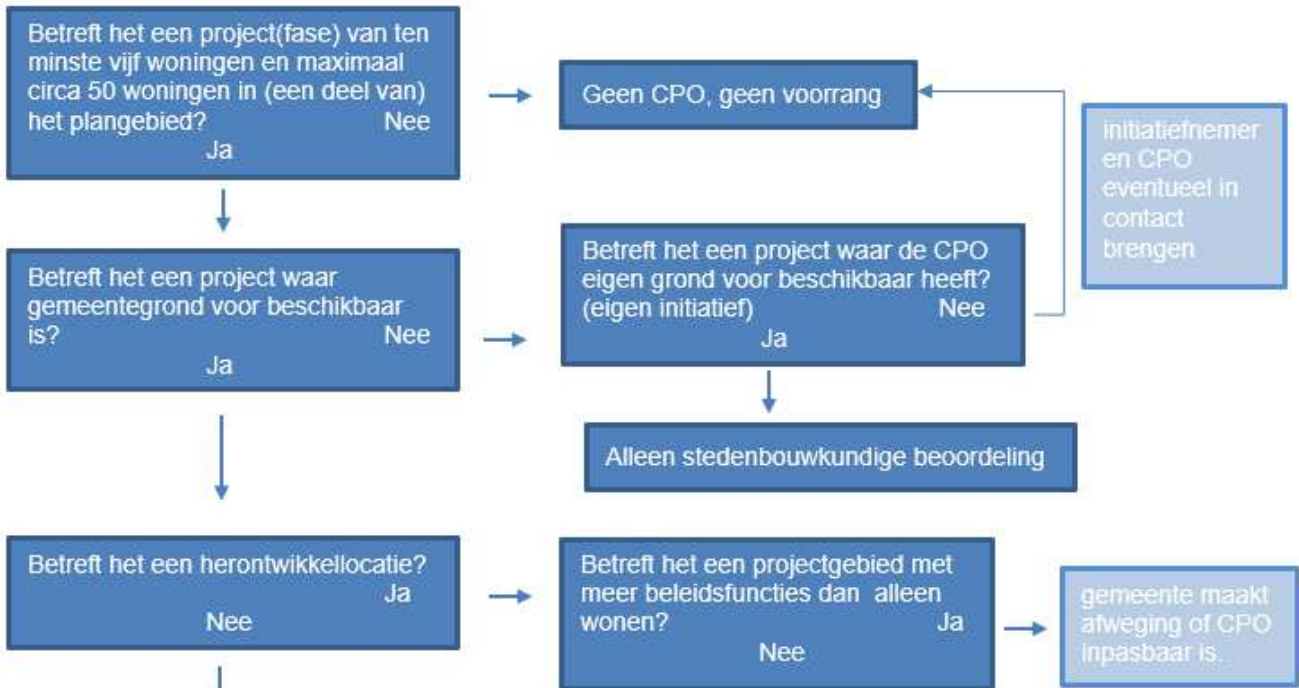 Betreft het een project(fase) van ten
minste vijf woningen en maximaal
circa 50 woningen in (een deel van)
het plangebied? Nee
Ja
Geen CPO, geen voorrang
initiatiefnemer
en CPO
eventueel in
contact
brengen
Betreft het een project waar
gemeentegrond voor beschikbaar
is? Nee
Ja
Betreft het een project waar de CPO
eigen grond voor beschikbaar heeft?
(eigen initiatief) Nee
Ja
Alleen stedenbouwkundige beoordeling
Betreft het een herontwikkellocatie?
Ja
Nee
Betreft het een projectgebied met
meer beleidsfuncties dan alleen
wonen? Ja
Nee
gemeente maakt
afweging of CPO
inpasbaar is.